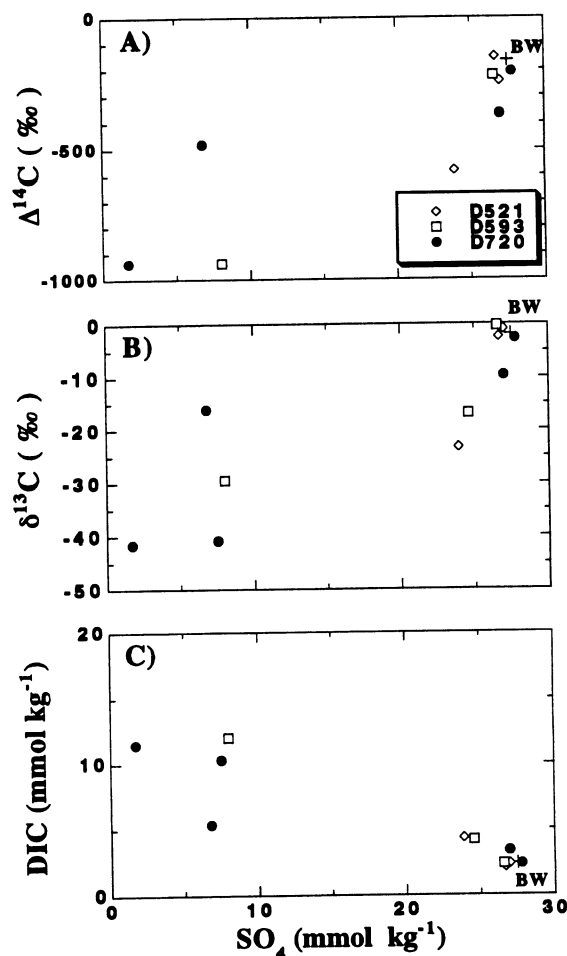 0
A)
BW
-500
Δ¹⁴C ( ‰ )
D521
D593
D720
-1000
BW
0
B)
-10
-20
δ¹³C ( ‰ )
-30
-40
-50
20
C)
DIC (mmol kg⁻¹)
10
0
BW
0 10 20 30
SO₄ (mmol kg⁻¹)